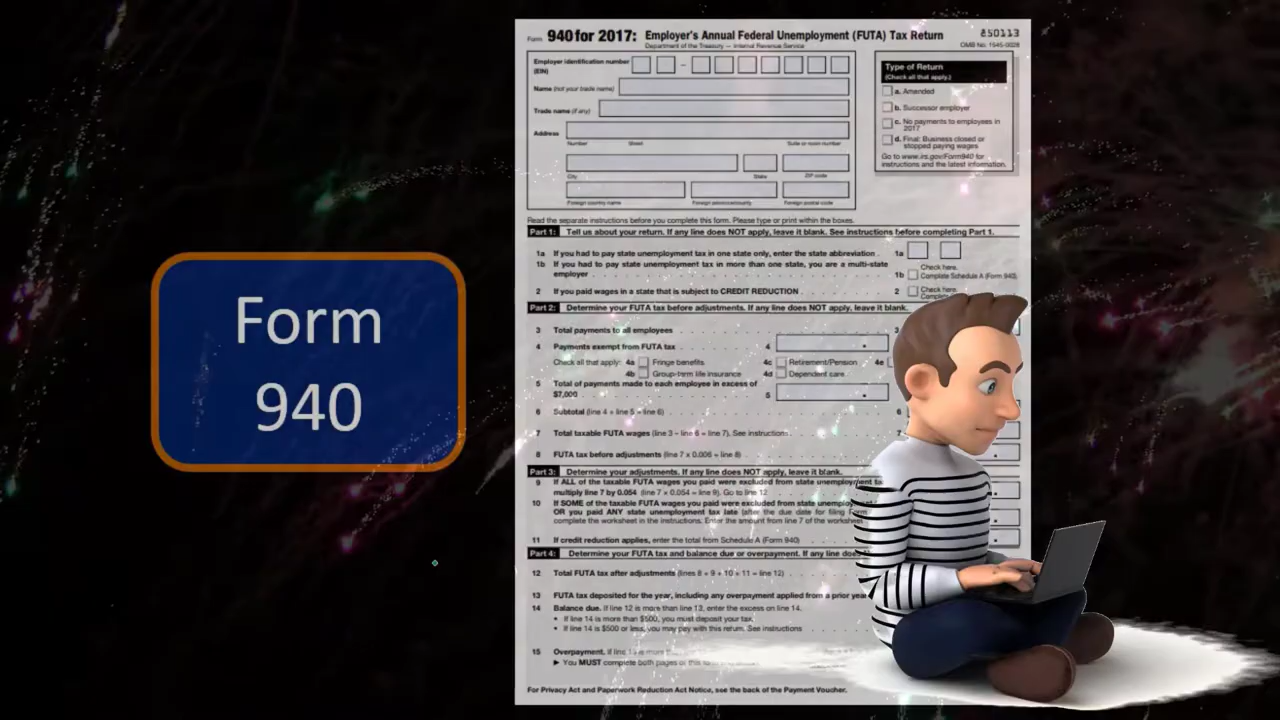 Form
940
Form 940 for 2017: Employer's Annual Federal Unemployment (FUTA) Tax Return
Department of the Treasury — Internal Revenue Service
850113
OMB No. 1545-0028
Employer identification number
(EIN)
–
Name (not your trade name)
Trade name (if any)
Address
Number Street Suite or room number
City State ZIP code
Foreign country name Foreign province/county Foreign postal code
Type of Return
(Check all that apply.)
a. Amended
b. Successor employer
c. No payments to employees in
2017
d. Final: Business closed or
stopped paying wages
Go to www.irs.gov/Form940 for
instructions and the latest information.
Read the separate instructions before you complete this form. Please type or print within the boxes.
Part 1: Tell us about your return. If any line does NOT apply, leave it blank. See instructions before completing Part 1.
1a If you had to pay state unemployment tax in one state only, enter the state abbreviation . 1a
1b If you had to pay state unemployment tax in more than one state, you are a multi-state
employer 1b Check here.
Complete Schedule A (Form 940)
2 If you paid wages in a state that is subject to CREDIT REDUCTION 2 Check here.
Part 2: Determine your FUTA tax before adjustments. If any line does NOT apply, leave it blank.
3 Total payments to all employees 3
4 Payments exempt from FUTA tax 4
Check all that apply: 4a Fringe benefits 4c Retirement/Pension 4e
4b Group-term life insurance 4d Dependent care
5 Total of payments made to each employee in excess of
$7,000 5
6 Subtotal (line 4 + line 5 = line 6) 6
7 Total taxable FUTA wages (line 3 – line 6 = line 7). See instructions 7
8 FUTA tax before adjustments (line 7 x 0.006 = line 8)
Part 3: Determine your adjustments. If any line does NOT apply, leave it blank.
9 If ALL of the taxable FUTA wages you paid were excluded from state unemployment
multiply line 7 by 0.054 (line 7 × 0.054 = line 9). Go to line 12
10 If SOME of the taxable FUTA wages you paid were excluded from state
OR you paid ANY state unemployment tax late (after the due date for filing Form
complete the worksheet in the instructions. Enter the amount from line 7 of the worksheet
11 If credit reduction applies, enter the total from Schedule A (Form 940)
Part 4: Determine your FUTA tax and balance due or overpayment. If any line
12 Total FUTA tax after adjustments (lines 8 + 9 + 10 + 11 = line 12)
13 FUTA tax deposited for the year, including any overpayment applied from a prior year
14 Balance due. If line 12 is more than line 13, enter the excess on line 14.
• If line 14 is more than $500, you must deposit your tax.
• If line 14 is $500 or less, you may pay with this return. See instructions
15 Overpayment. If line
▶ You MUST complete both pages of this
For Privacy Act and Paperwork Reduction Act Notice, see the back of the Payment Voucher.